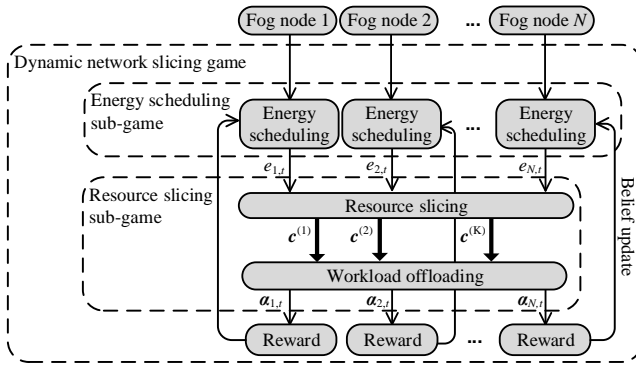 Fog node 1 Fog node 2 ... Fog node N
Dynamic network slicing game
Energy scheduling
sub-game
Energy scheduling
Energy scheduling
...
Energy scheduling
e1,t e2,t eN,t
Resource slicing
sub-game
Resource slicing
c(1) c(2) c(K)
Workload offloading
α1,t α2,t αN,t
Reward Reward ... Reward
Belief update